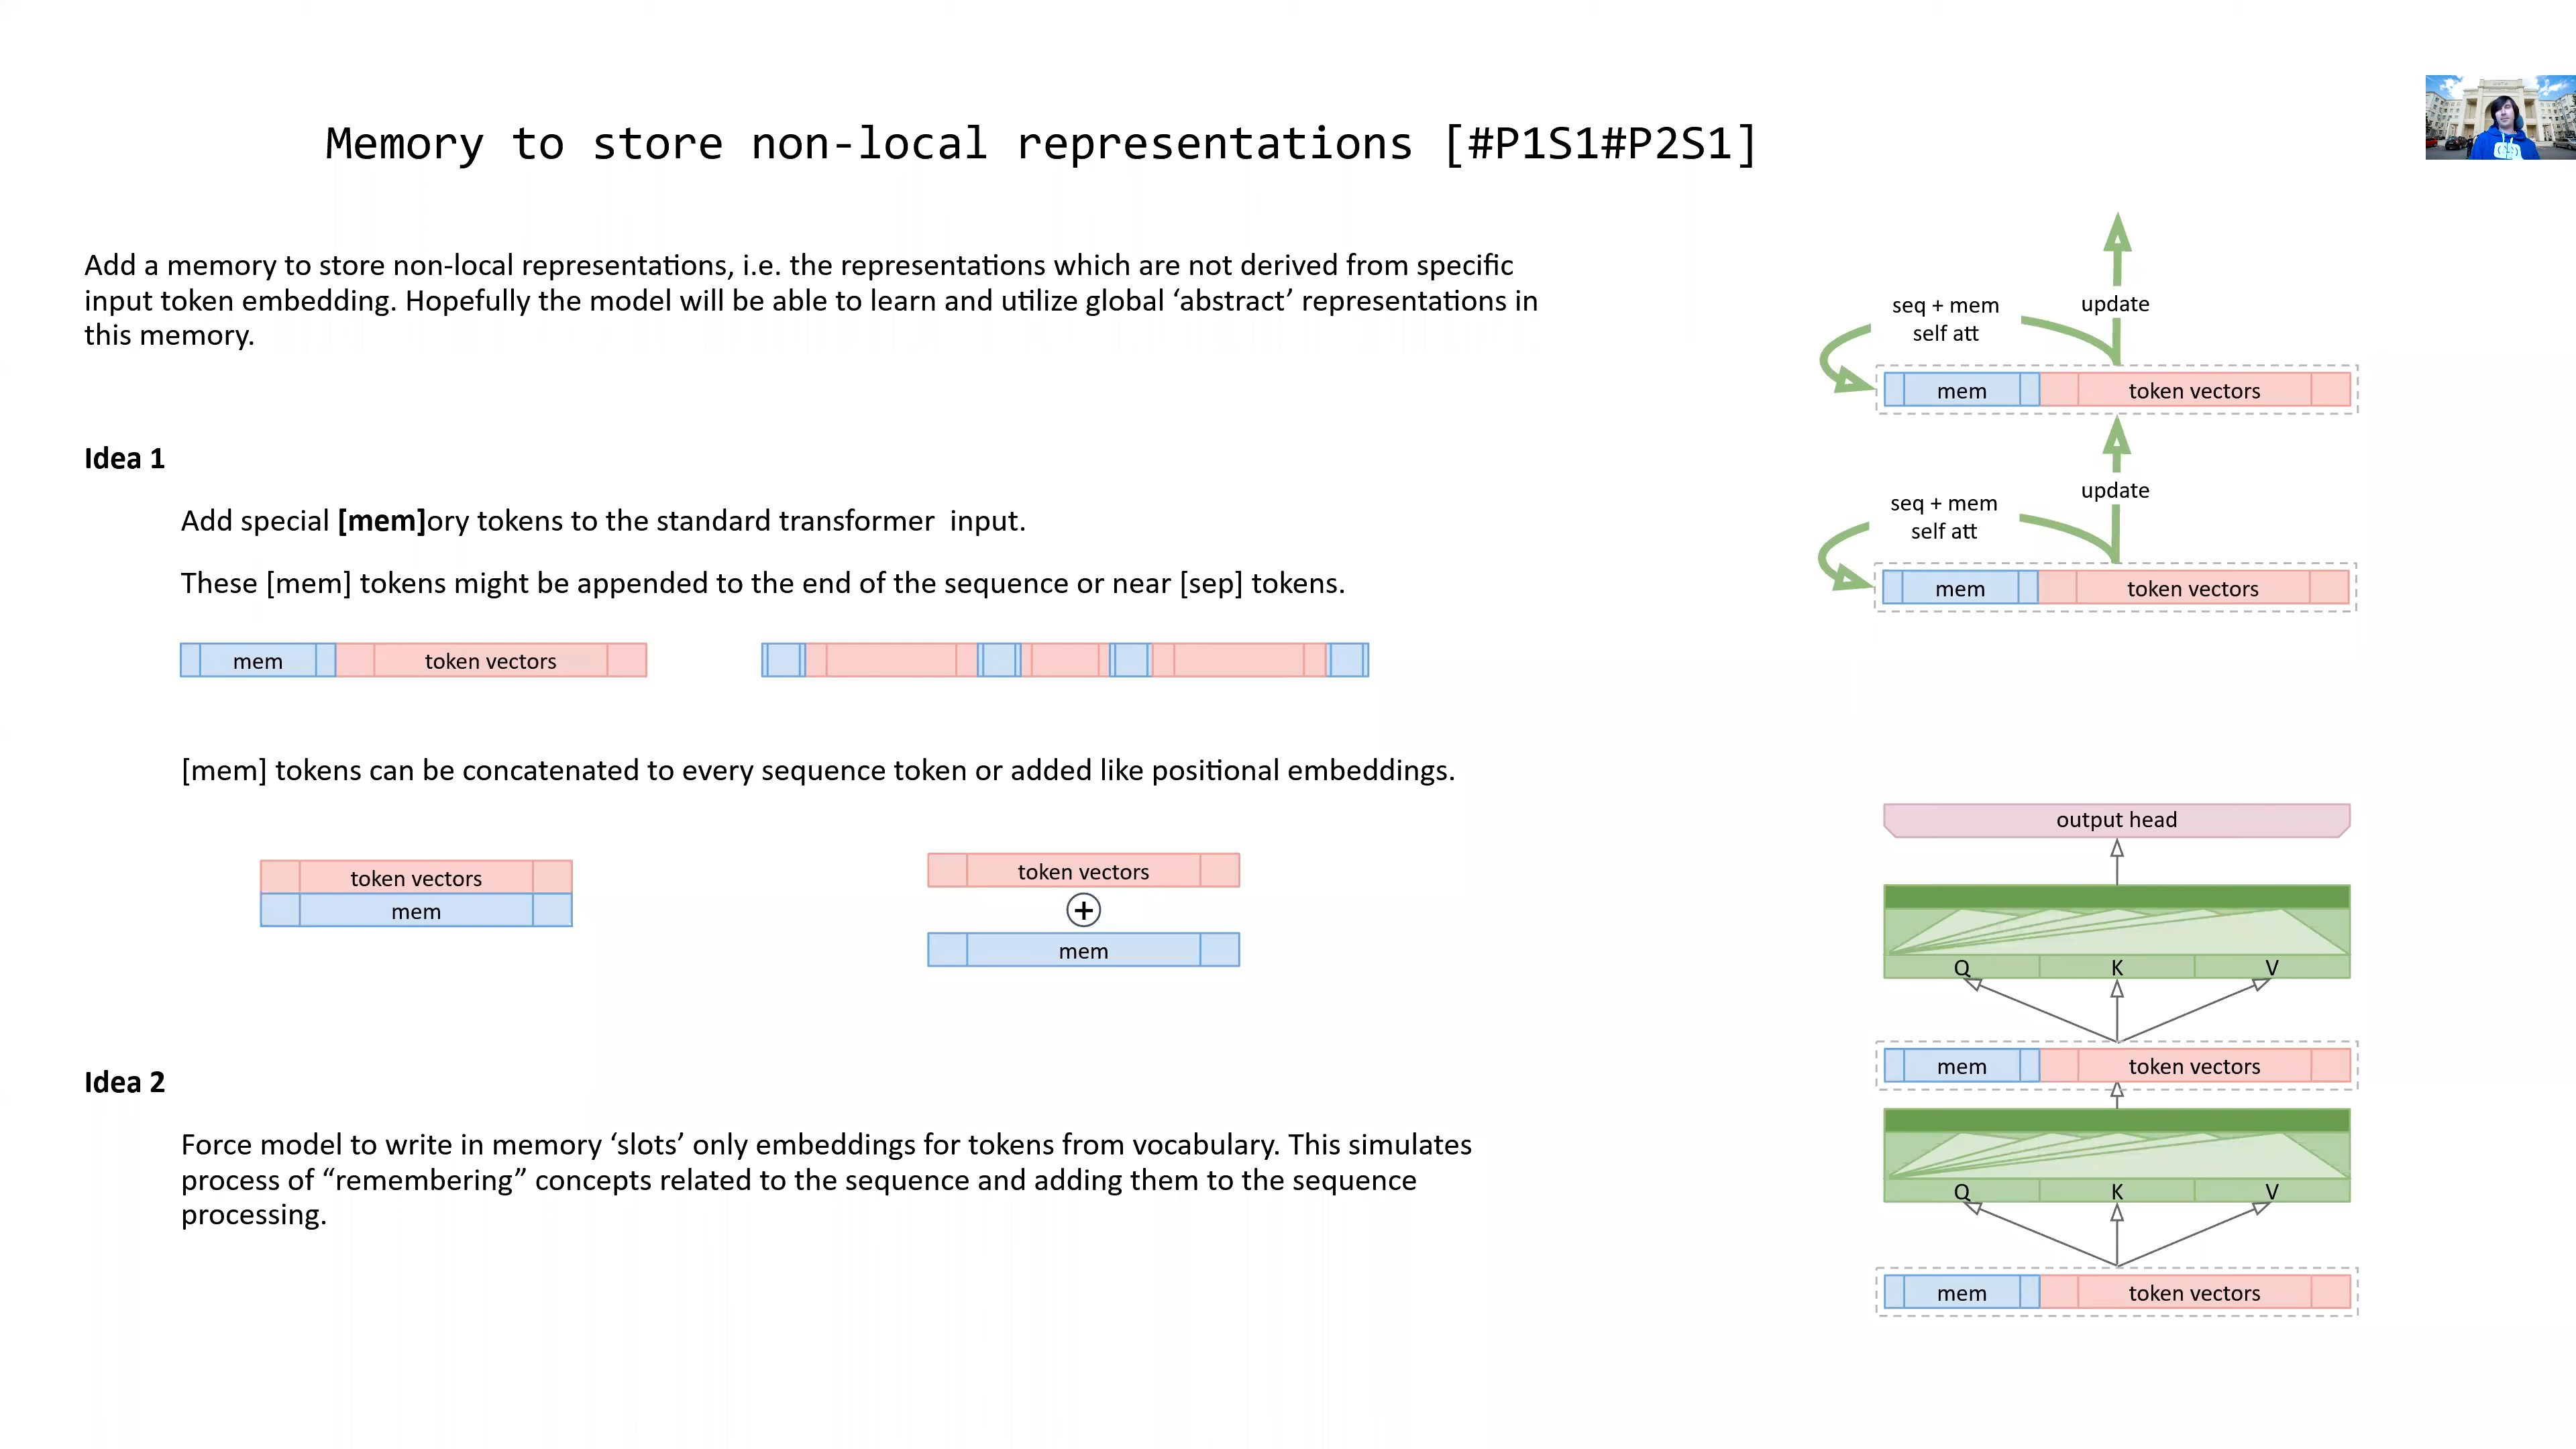 Memory to store non-local representations [#P1S1#P2S1]
Add a memory to store non-local representations, i.e. the representations which are not derived from specific
input token embedding. Hopefully the model will be able to learn and utilize global ‘abstract’ representations in
this memory.
Idea 1
Add special [mem]ory tokens to the standard transformer  input.
These [mem] tokens might be appended to the end of the sequence or near [sep] tokens.
mem
token vectors
[mem] tokens can be concatenated to every sequence token or added like positional embeddings.
token vectors
mem
token vectors
+
mem
Idea 2
Force model to write in memory ‘slots’ only embeddings for tokens from vocabulary. This simulates
process of “remembering” concepts related to the sequence and adding them to the sequence
processing.
seq + mem
self att
update
mem
token vectors
seq + mem
self att
update
mem
token vectors
output head
Q
K
V
mem
token vectors
Q
K
V
mem
token vectors